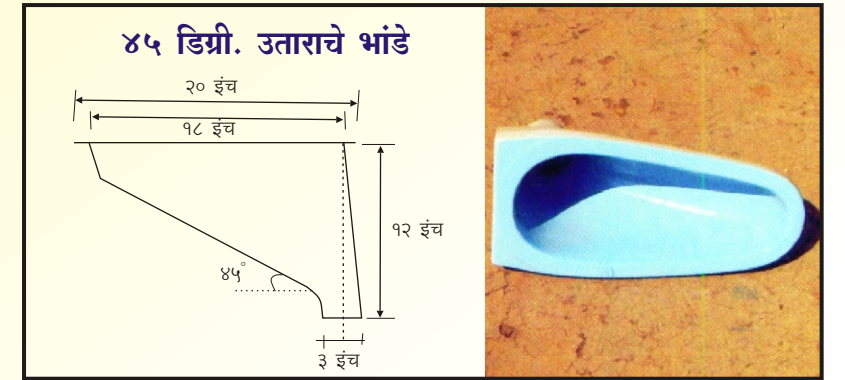 ४५ डिग्री. उताराचे भांडे
२० इंच
१८ इंच
१२ इंच
४५°
३ इंच